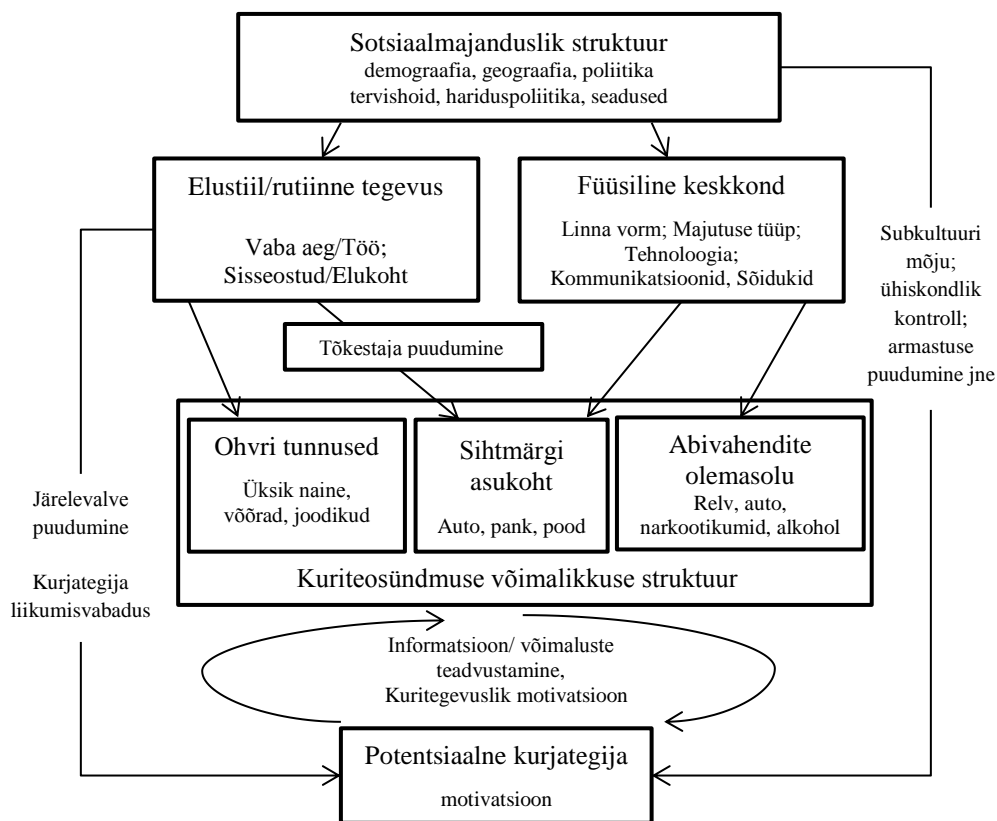 Sotsiaalmajanduslik struktuur
demograafia, geograafia, poliitika
tervishoid, hariduspoliitika, seadused
Elustiil/rutiinne tegevus
Vaba aeg/Töö;
Sisseostud/Elukoht
Füüsiline keskkond
Linna vorm; Majutuse tüüp;
Tehnoloogia;
Kommunikatsioonid, Sõidukid
Subkultuuri
mõju;
ühiskondlik
kontroll;
armastuse
puudumine jne
Tõkestaja puudumine
Ohvri tunnused
Üksik naine,
võõrad, joodikud
Sihtmärgi
asukoht
Auto, pank, pood
Abivahendite
olemasolu
Relv, auto,
narkootikumid, alkohol
Kuriteosündmuse võimalikkuse struktuur
Järelevalve
puudumine
Kurjategija
liikumisvabadus
Informatsioon/ võimaluste
teadvustamine,
Kuritegevuslik motivatsioon
Potentsiaalne kurjategija
motivatsioon